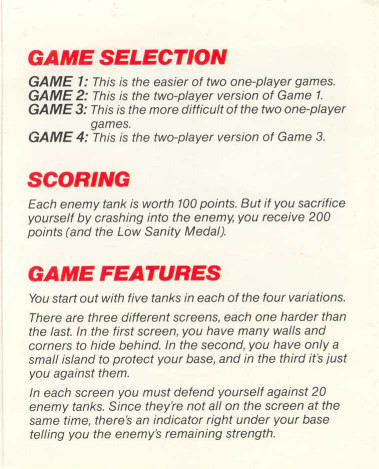 GAME SELECTION
GAME 1: This is the easier of two one-player games.
GAME 2: This is the two-player version of Game 1.
GAME 3: This is the more difficult of the two one-player
games.
GAME 4: This is the two-player version of Game 3.
SCORING
Each enemy tank is worth 100 points. But if you sacrifice
yourself by crashing into the enemy, you receive 200
points (and the Low Sanity Medal).
GAME FEATURES
You start out with five tanks in each of the four variations.
There are three different screens, each one harder than
the last. In the first screen, you have many walls and
corners to hide behind. In the second, you have only a
small island to protect your base, and in the third it's just
you against them.
In each screen you must defend yourself against 20
enemy tanks. Since they're not all on the screen at the
same time, there's an indicator right under your base
telling you the enemy's remaining strength.